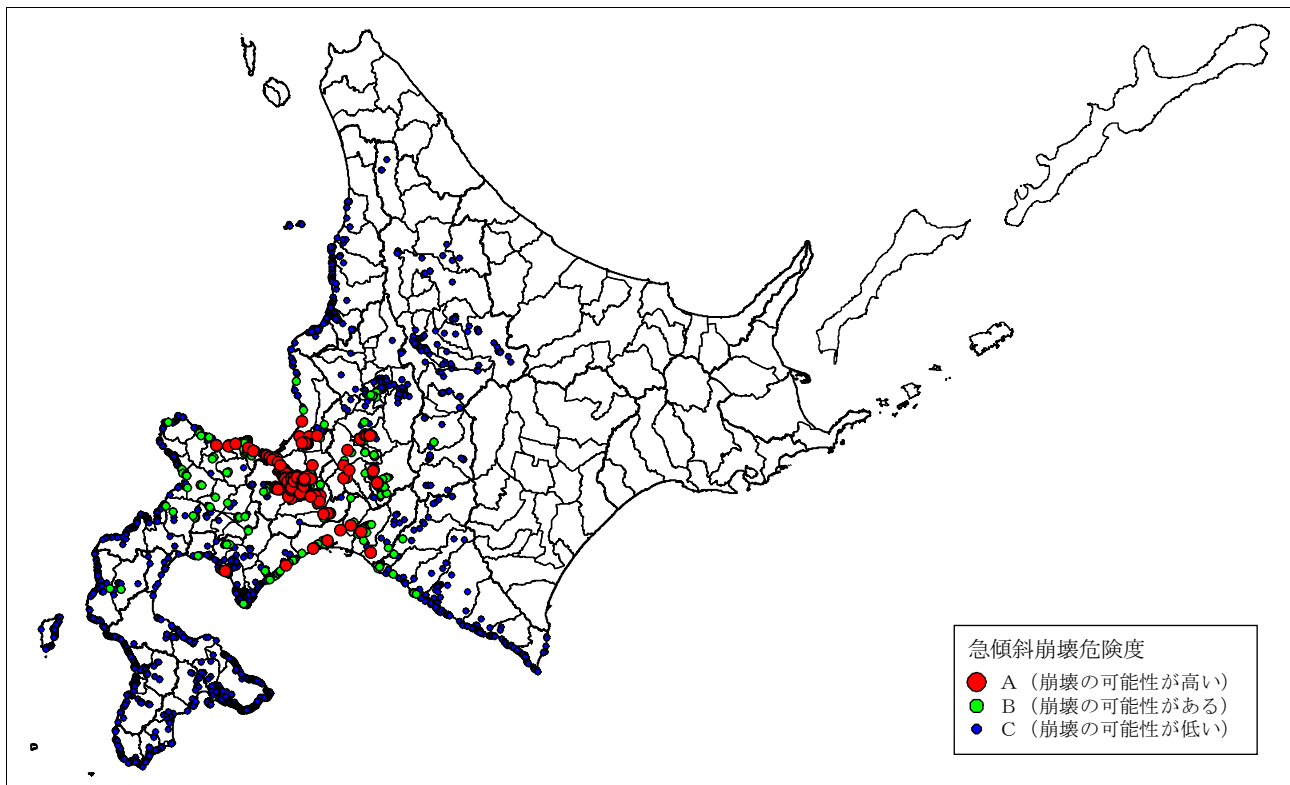 急傾斜崩壊危険度
A（崩壊の可能性が高い）
B（崩壊の可能性がある）
C（崩壊の可能性が低い）